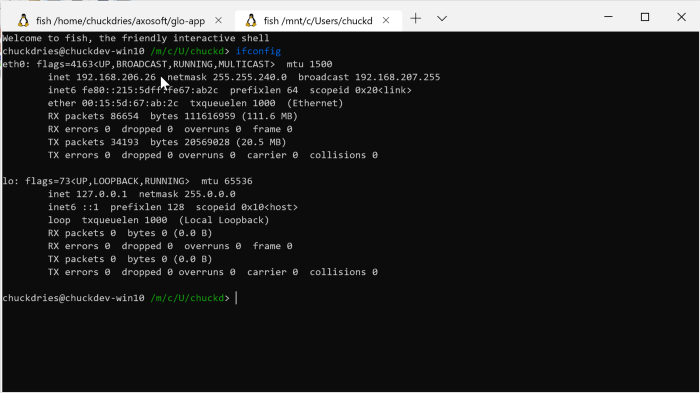 fish /home/chuckdries/axosoft/glo-app
fish /mnt/c/Users/chuckd
Welcome to fish, the friendly interactive shell
chuckdries@chuckdev-win10 /m/c/U/chuckd> ifconfig
eth0: flags=4163<UP,BROADCAST,RUNNING,MULTICAST>  mtu 1500
inet 192.168.206.26  netmask 255.255.240.0  broadcast 192.168.207.255
inet6 fe80::215:5dff:fe67:ab2c  prefixlen 64  scopeid 0x20<link>
ether 00:15:5d:67:ab:2c  txqueuelen 1000  (Ethernet)
RX packets 86654  bytes 111616959 (111.6 MB)
RX errors 0  dropped 0  overruns 0  frame 0
TX packets 34193  bytes 20569028 (20.5 MB)
TX errors 0  dropped 0 overruns 0  carrier 0  collisions 0
lo: flags=73<UP,LOOPBACK,RUNNING>  mtu 65536
inet 127.0.0.1  netmask 255.0.0.0
inet6 ::1  prefixlen 128  scopeid 0x10<host>
loop  txqueuelen 1000  (Local Loopback)
RX packets 0  bytes 0 (0.0 B)
RX errors 0  dropped 0  overruns 0  frame 0
TX packets 0  bytes 0 (0.0 B)
TX errors 0  dropped 0 overruns 0  carrier 0  collisions 0
chuckdries@chuckdev-win10 /m/c/U/chuckd>